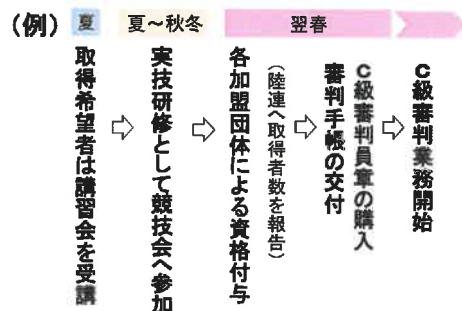 （例）
夏
夏～秋冬
翌春
取得希望者は講習会を受講
実技研修として競技会へ参加
各加盟団体による資格付与
（陸連へ取得者数を報告）
審判手帳の交付
C級審判員章の購入
C級審判業務開始